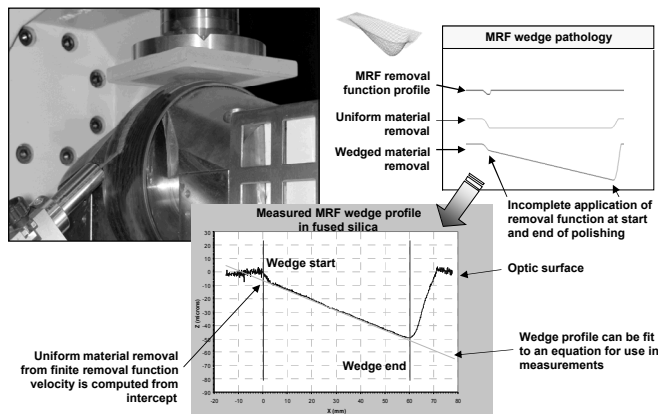 MRF wedge pathology
MRF removal
function profile
Uniform material
removal
Wedged material
removal
Incomplete application of
removal function at start
and end of polishing
Measured MRF wedge profile
in fused silica
30
20
10
0
-10
-20
-30
-40
-50
-60
-70
-80
-90
Z (microns)
Wedge start
Wedge end
-20
-10
0
10
20
30
40
50
60
70
80
X (mm)
Optic surface
Wedge profile can be fit
to an equation for use in
measurements
Uniform material removal
from finite removal function
velocity is computed from
intercept